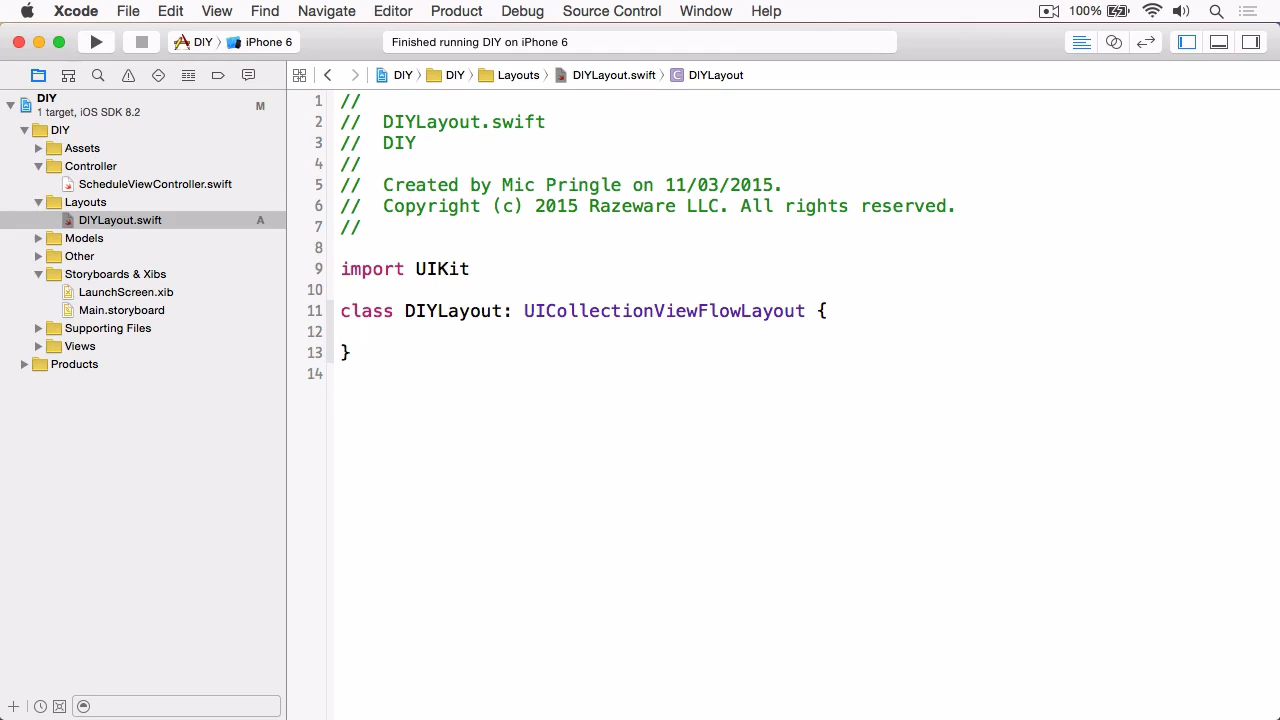 Xcode File Edit View Find Navigate Editor Product Debug Source Control Window Help 100%
DIY iPhone 6 Finished running DIY on iPhone 6
DIY DIY Layouts DIYLayout.swift C DIYLayout
DIY
1 target, iOS SDK 8.2 M
DIY
Assets
Controller
ScheduleViewController.swift
Layouts
DIYLayout.swift A
Models
Other
Storyboards & Xibs
LaunchScreen.xib
Main.storyboard
Supporting Files
Views
Products
1 //
2 // DIYLayout.swift
3 // DIY
4 //
5 // Created by Mic Pringle on 11/03/2015.
6 // Copyright (c) 2015 Razeware LLC. All rights reserved.
7 //
8
9 import UIKit
10
11 class DIYLayout: UICollectionViewFlowLayout {
12
13 }
14